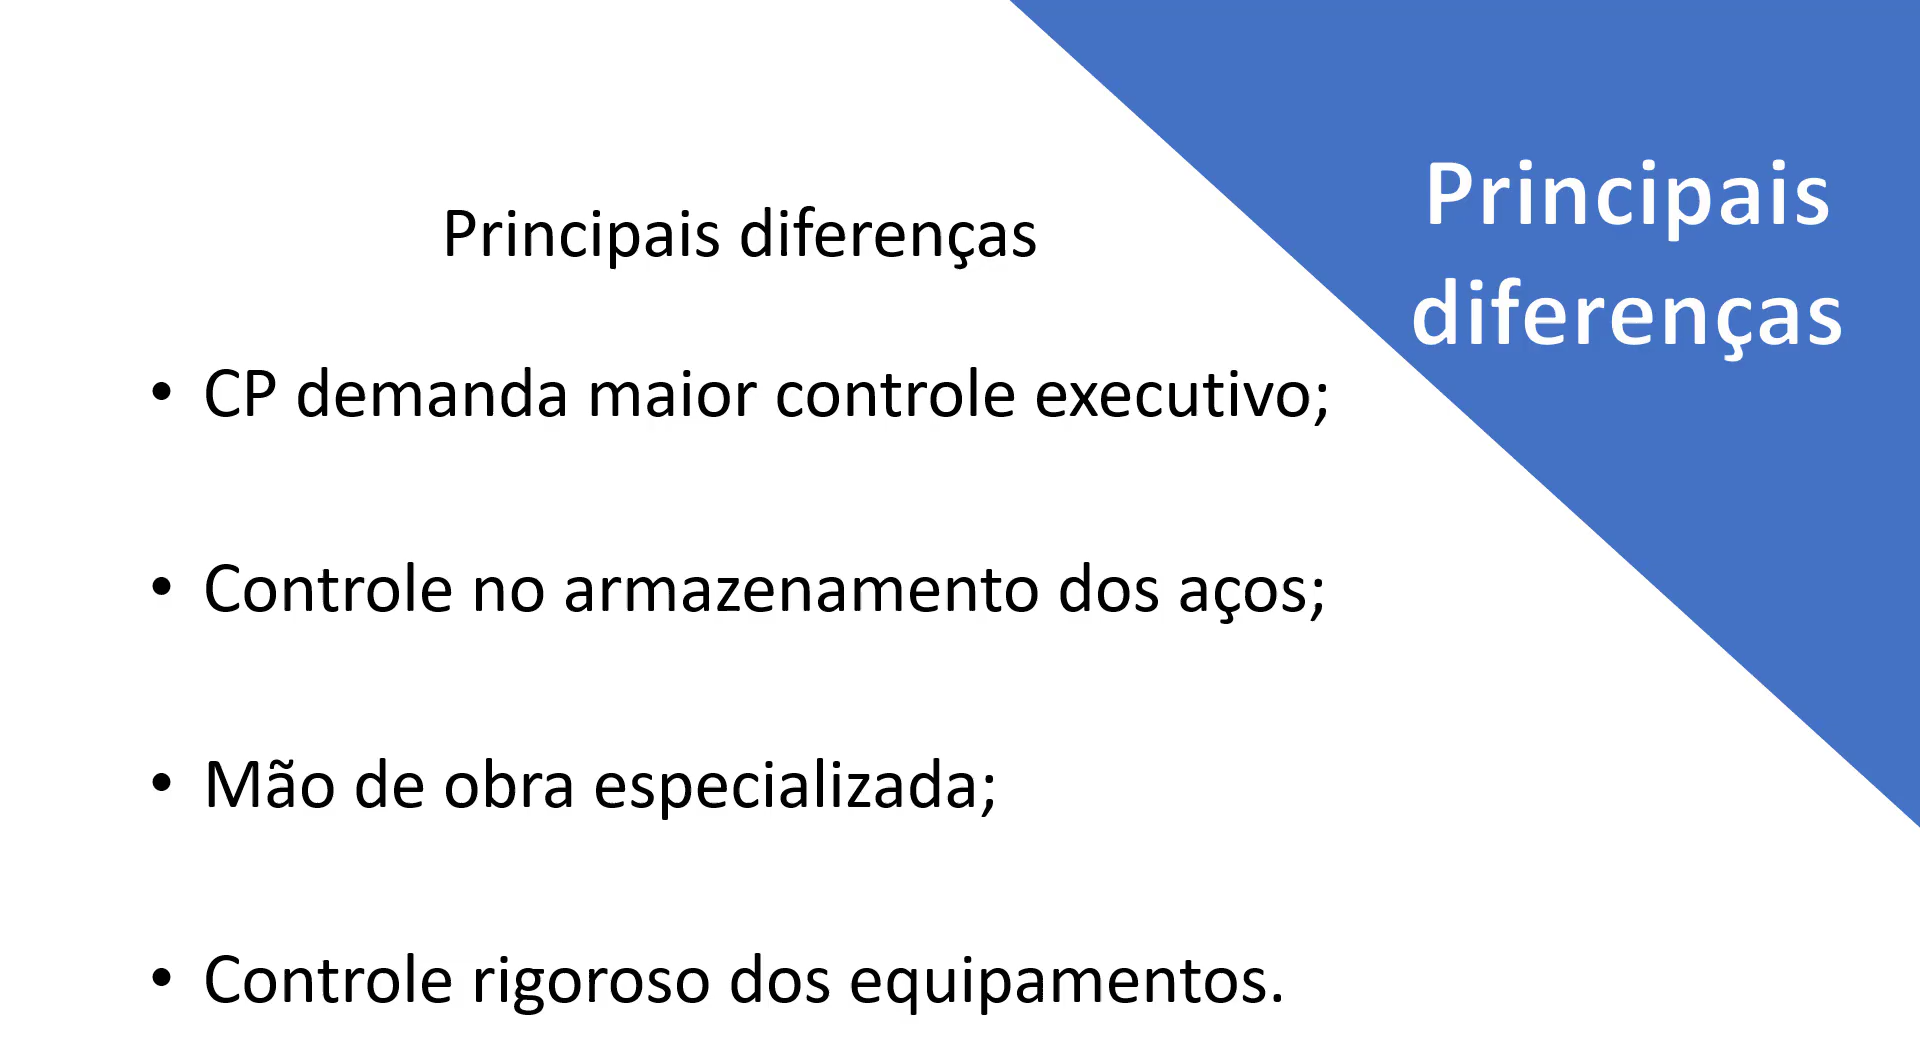 Principais
diferenças
Principais diferenças
• CP demanda maior controle executivo;
• Controle no armazenamento dos aços;
• Mão de obra especializada;
• Controle rigoroso dos equipamentos.